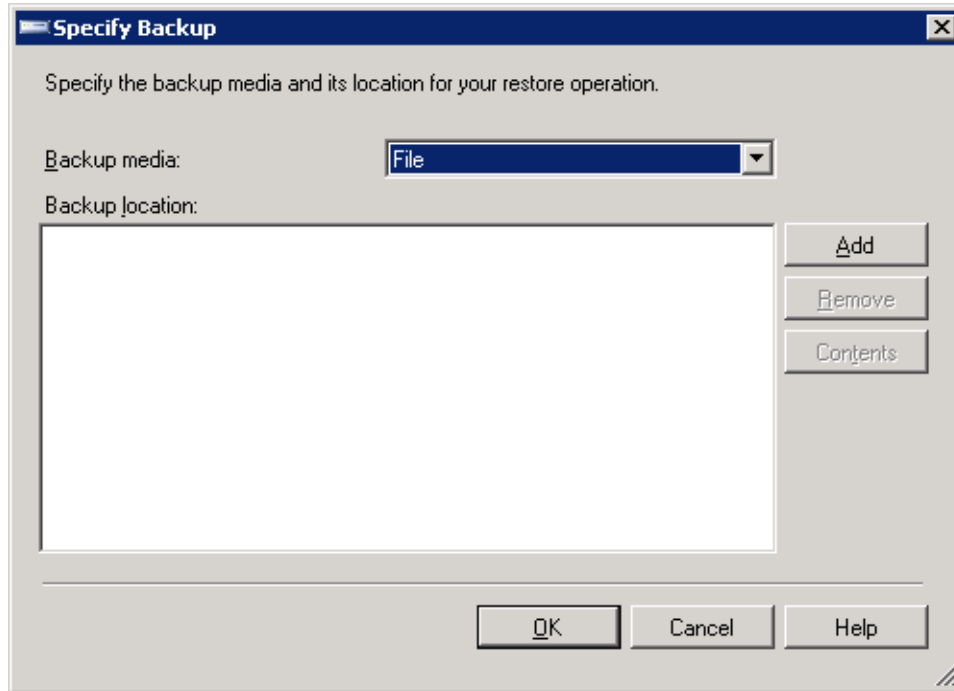 Specify Backup
Specify the backup media and its location for your restore operation.
Backup media:
File
Backup location:
Add
Remove
Contents
OK
Cancel
Help